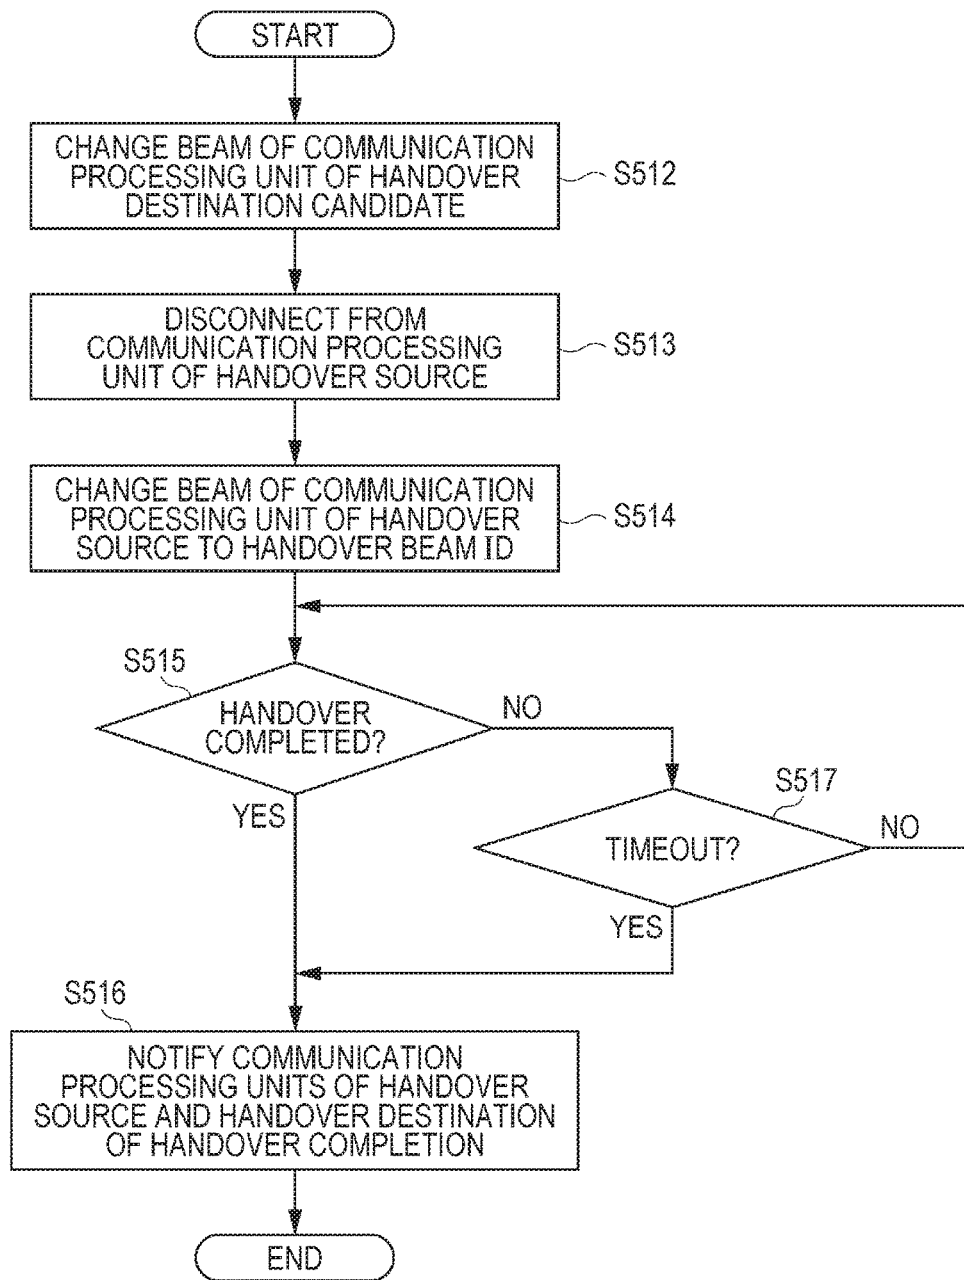 START
CHANGE BEAM OF COMMUNICATION
PROCESSING UNIT OF HANDOVER
DESTINATION CANDIDATE
S512
DISCONNECT FROM
COMMUNICATION PROCESSING
UNIT OF HANDOVER SOURCE
S513
CHANGE BEAM OF COMMUNICATION
PROCESSING UNIT OF HANDOVER
SOURCE TO HANDOVER BEAM ID
S514
S515
HANDOVER
COMPLETED?
NO
YES
S517
TIMEOUT?
NO
YES
S516
NOTIFY COMMUNICATION
PROCESSING UNITS OF HANDOVER
SOURCE AND HANDOVER DESTINATION
OF HANDOVER COMPLETION
END